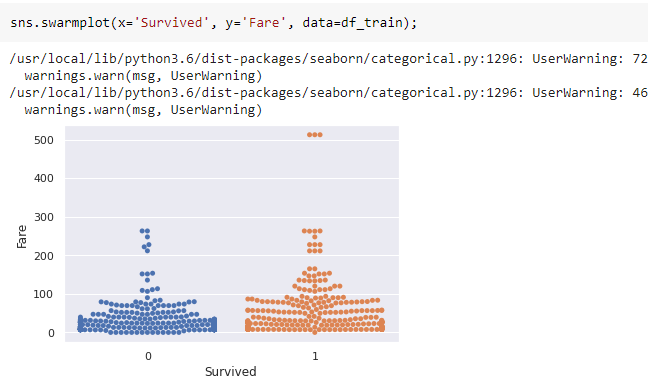 sns.swarmplot(x='Survived', y='Fare', data=df_train);
/usr/local/lib/python3.6/dist-packages/seaborn/categorical.py:1296: UserWarning: 72
warnings.warn(msg, UserWarning)
/usr/local/lib/python3.6/dist-packages/seaborn/categorical.py:1296: UserWarning: 46
warnings.warn(msg, UserWarning)
500
400
300
200
100
0
Fare
0 1
Survived